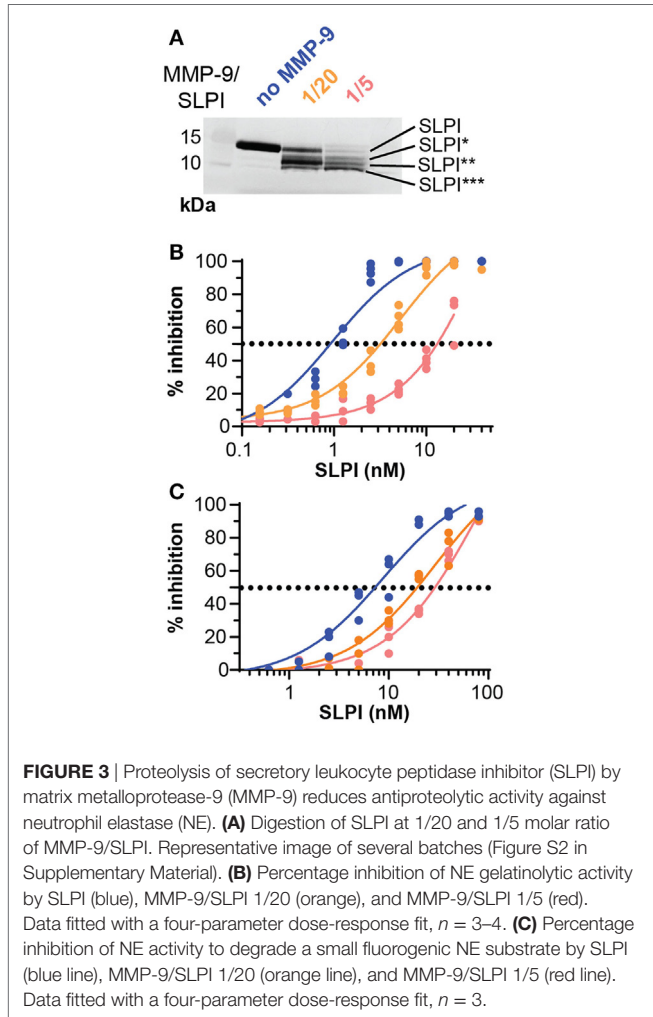 A
MMP-9/
SLPI
no MMP-9
1/20
1/5
15
10
kDa
SLPI
SLPI*
SLPI**
SLPI***
B
% inhibition
100
80
60
40
20
0
0.1
1
10
SLPI (nM)
C
% inhibition
100
80
60
40
20
0
1
10
100
SLPI (nM)
FIGURE 3 | Proteolysis of secretory leukocyte peptidase inhibitor (SLPI) by
matrix metalloprotease-9 (MMP-9) reduces antiproteolytic activity against
neutrophil elastase (NE). (A) Digestion of SLPI at 1/20 and 1/5 molar ratio
of MMP-9/SLPI. Representative image of several batches (Figure S2 in
Supplementary Material). (B) Percentage inhibition of NE gelatinolytic activity
by SLPI (blue), MMP-9/SLPI 1/20 (orange), and MMP-9/SLPI 1/5 (red).
Data fitted with a four-parameter dose-response fit, n = 3–4. (C) Percentage
inhibition of NE activity to degrade a small fluorogenic NE substrate by SLPI
(blue line), MMP-9/SLPI 1/20 (orange line), and MMP-9/SLPI 1/5 (red line).
Data fitted with a four-parameter dose-response fit, n = 3.